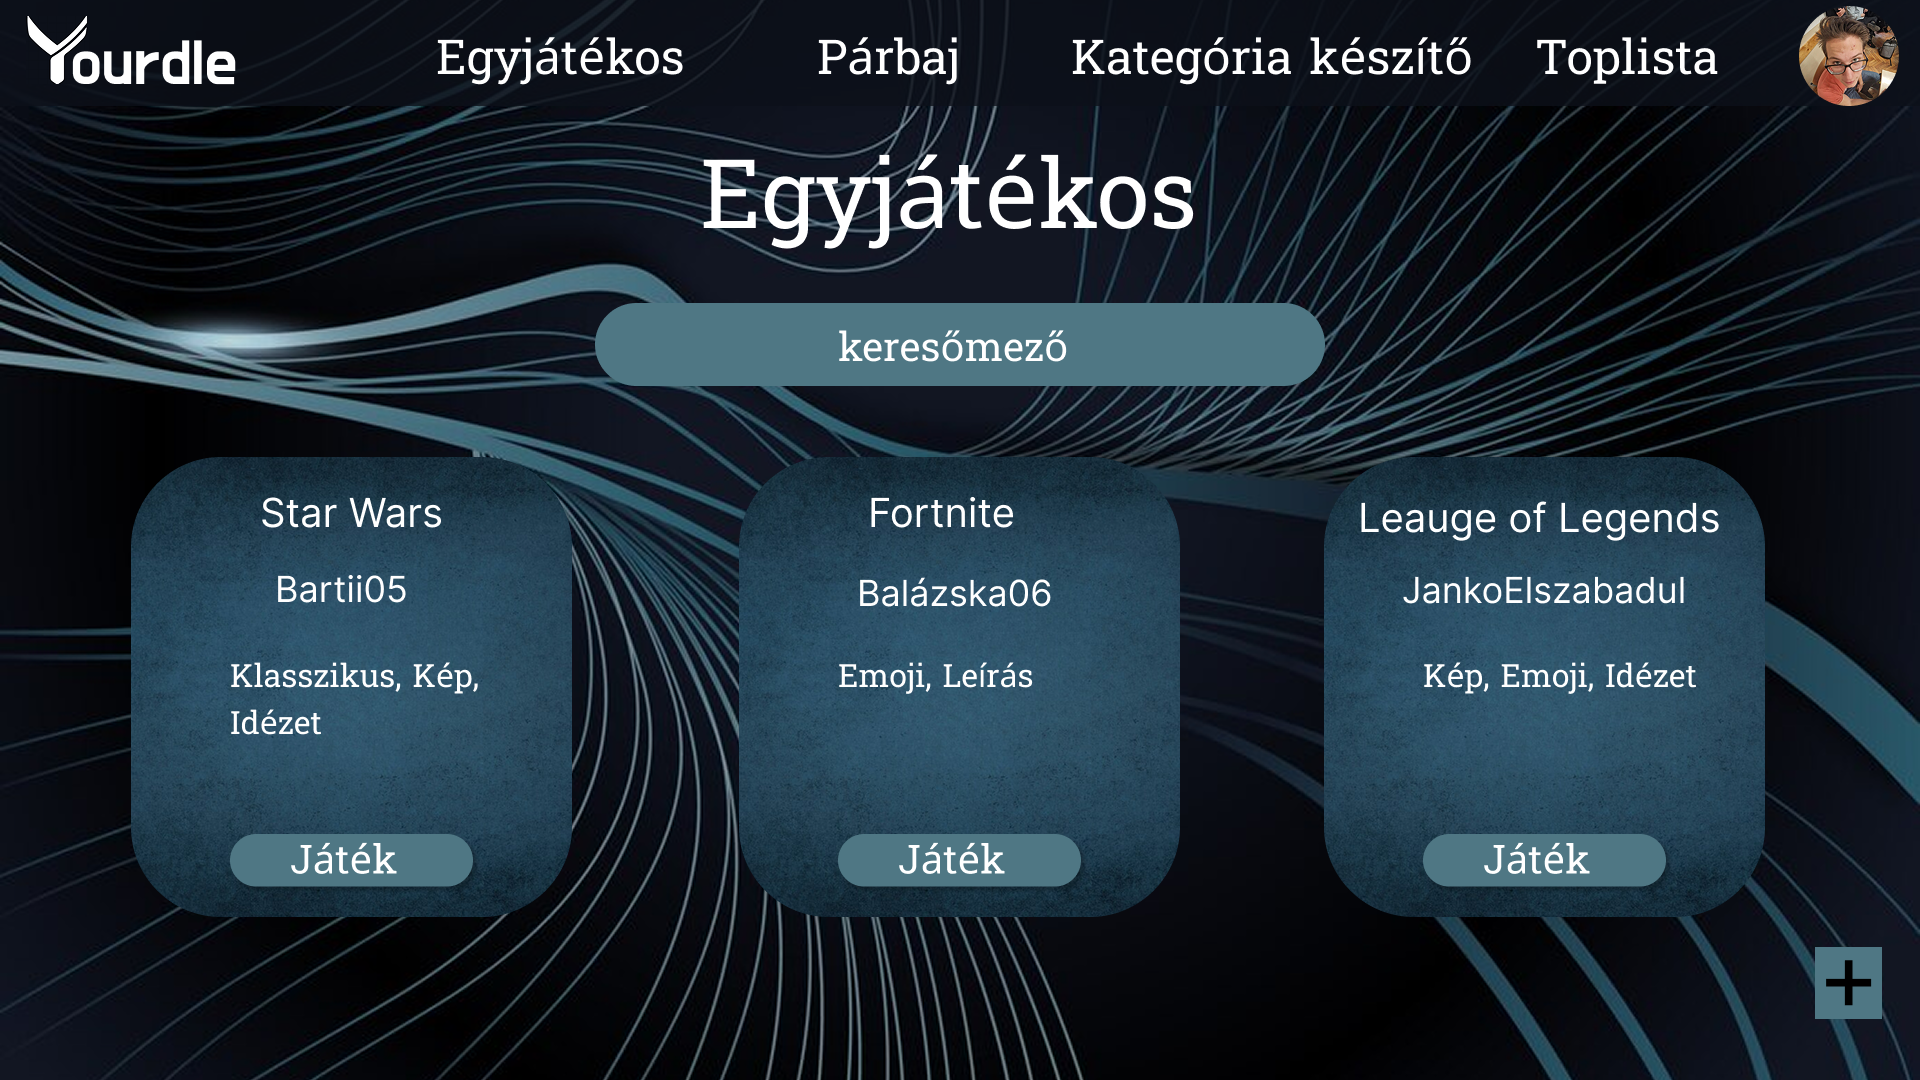 Yourdle
Egyjátékos
Párbaj
Kategória készítő
Toplista
Egyjátékos
keresőmező
Star Wars
Bartii05
Klasszikus, Kép,
Idézet
Játék
Fortnite
Balázska06
Emoji, Leírás
Játék
Leauge of Legends
JankoElszabadul
Kép, Emoji, Idézet
Játék
+